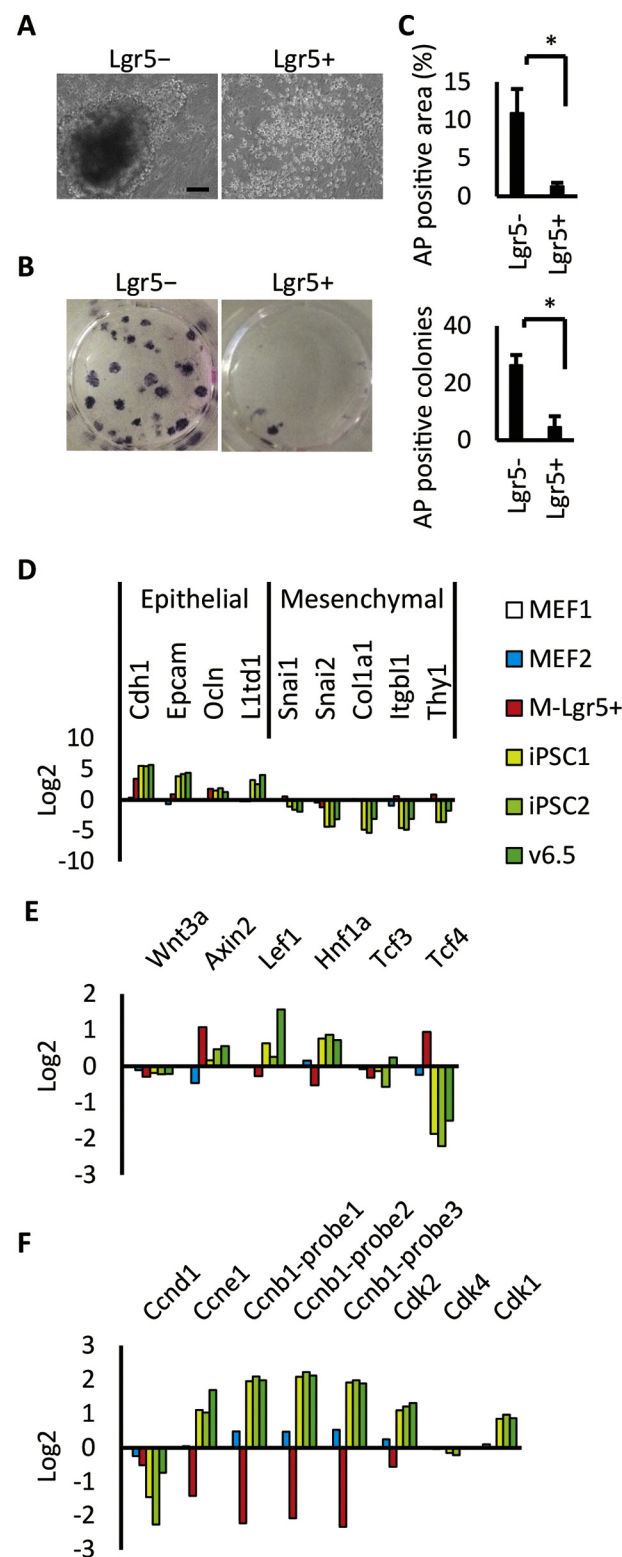 A
Lgr5− Lgr5+
B
Lgr5− Lgr5+
C
*
AP positive area (%)
15
10
5
0
Lgr5-
Lgr5+
*
AP positive colonies
40
20
0
Lgr5-
Lgr5+
D
Epithelial Mesenchymal
Cdh1
Epcam
Ocln
L1td1
Snai1
Snai2
Col1a1
Itgbl1
Thy1
Log2
10
5
0
-5
-10
MEF1
MEF2
M-Lgr5+
iPSC1
iPSC2
v6.5
E
Wnt3a
Axin2
Lef1
Hnf1a
Tcf3
Tcf4
Log2
2
1
0
-1
-2
-3
F
Ccnd1
Ccne1
Ccnb1-probe1
Ccnb1-probe2
Ccnb1-probe3
Cdk2
Cdk4
Cdk1
Log2
3
2
1
0
-1
-2
-3